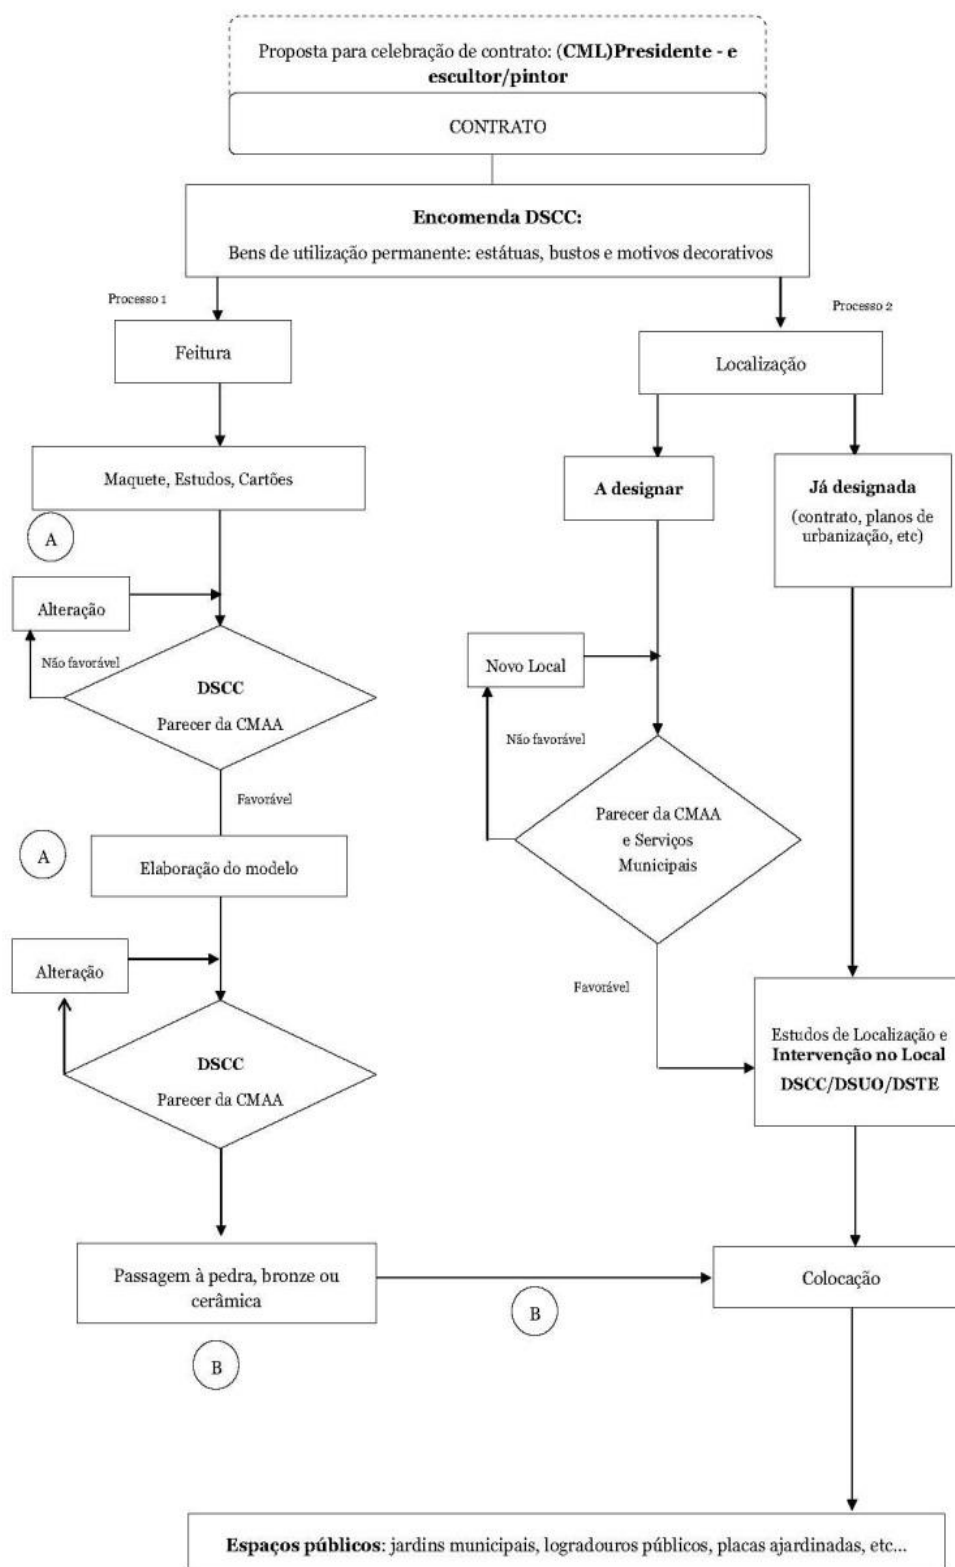 Proposta para celebração de contrato: (CML)Presidente - e
escultor/pintor
CONTRATO
Encomenda DSCC:
Bens de utilização permanente: estátuas, bustos e motivos decorativos
Processo 1
Processo 2
Feitura
Localização
Maquete, Estudos, Cartões
A designar
Já designada
(contrato, planos de
urbanização, etc)
A
Alteração
Não favorável
DSCC
Parecer da CMAA
Favorável
Novo Local
Não favorável
Parecer da CMAA
e Serviços
Municipais
Favorável
A
Elaboração do modelo
Alteração
DSCC
Parecer da CMAA
Estudos de Localização e
Intervenção no Local
DSCC/DSUO/DSTE
Passagem à pedra, bronze ou
cerâmica
B
B
Colocação
Espaços públicos: jardins municipais, logradouros públicos, placas ajardinadas, etc...